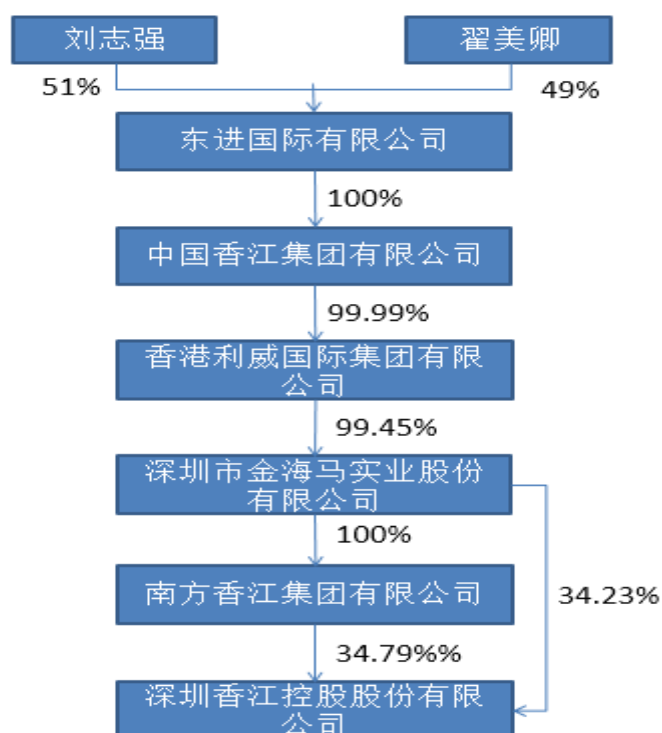 刘志强
翟美卿
51%
49%
东进国际有限公司
100%
中国香江集团有限公司
99.99%
香港利威国际集团有限
公司
99.45%
深圳市金海马实业股份
有限公司
100%
南方香江集团有限公司
34.23%
34.79%%
深圳香江控股股份有限
公司